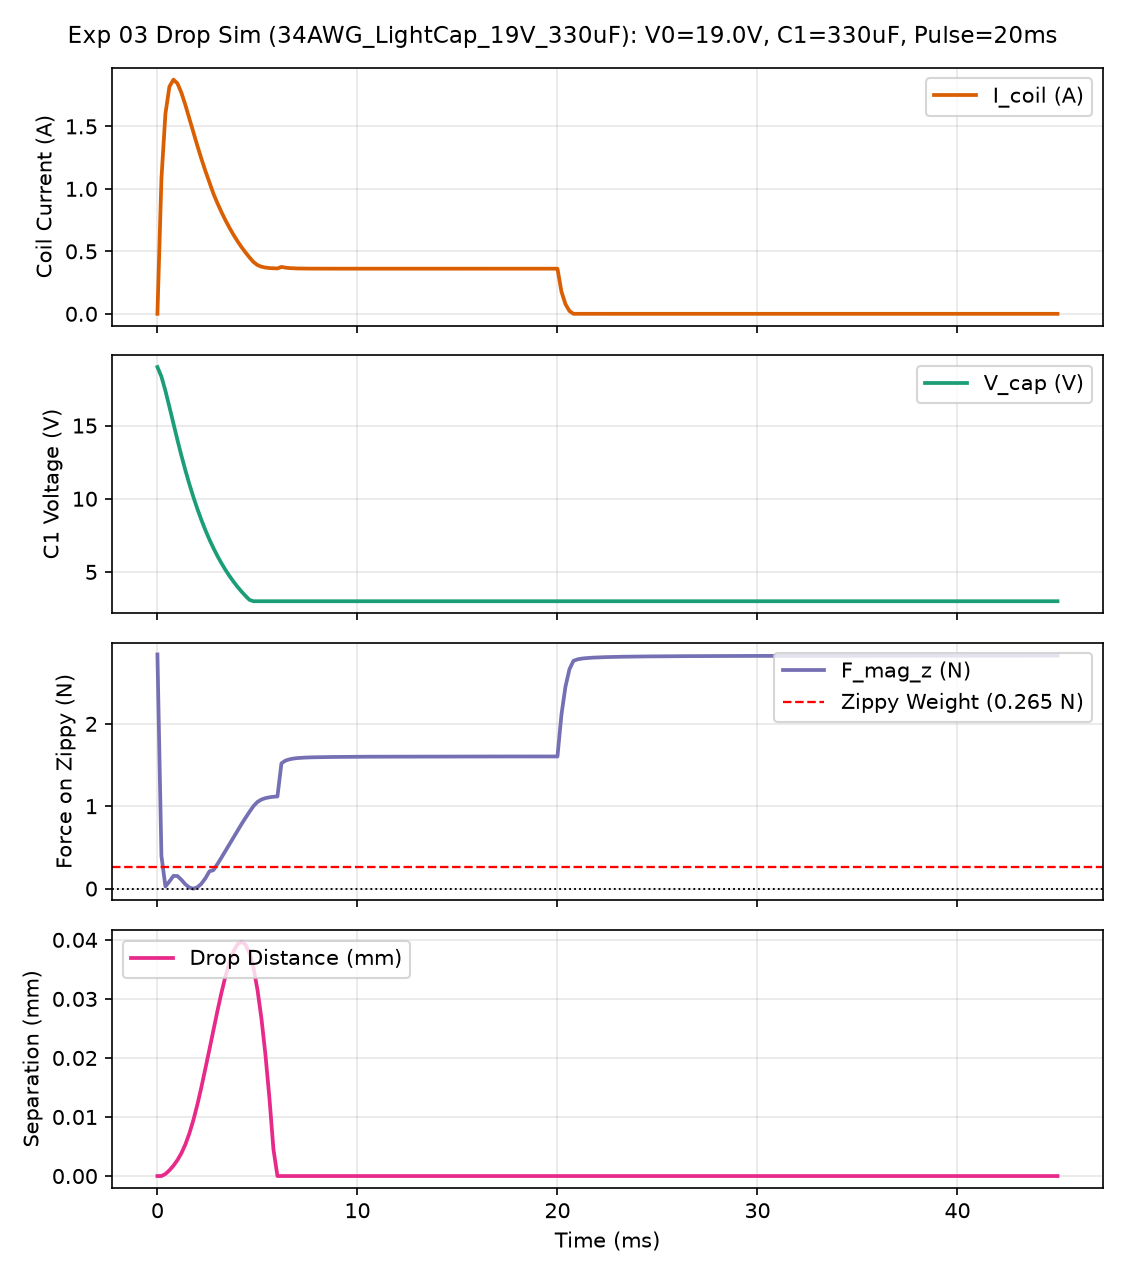 Exp 03 Drop Sim (34AWG_LightCap_19V_330uF): V0=19.0V, C1=330uF, Pulse=20ms
Coil Current (A)
1.5
1.0
0.5
0.0
I_coil (A)
C1 Voltage (V)
15
10
5
V_cap (V)
Force on Zippy (N)
2
1
0
F_mag_z (N)
Zippy Weight (0.265 N)
Separation (mm)
0.04
0.03
0.02
0.01
0.00
Drop Distance (mm)
0
10
20
30
40
Time (ms)